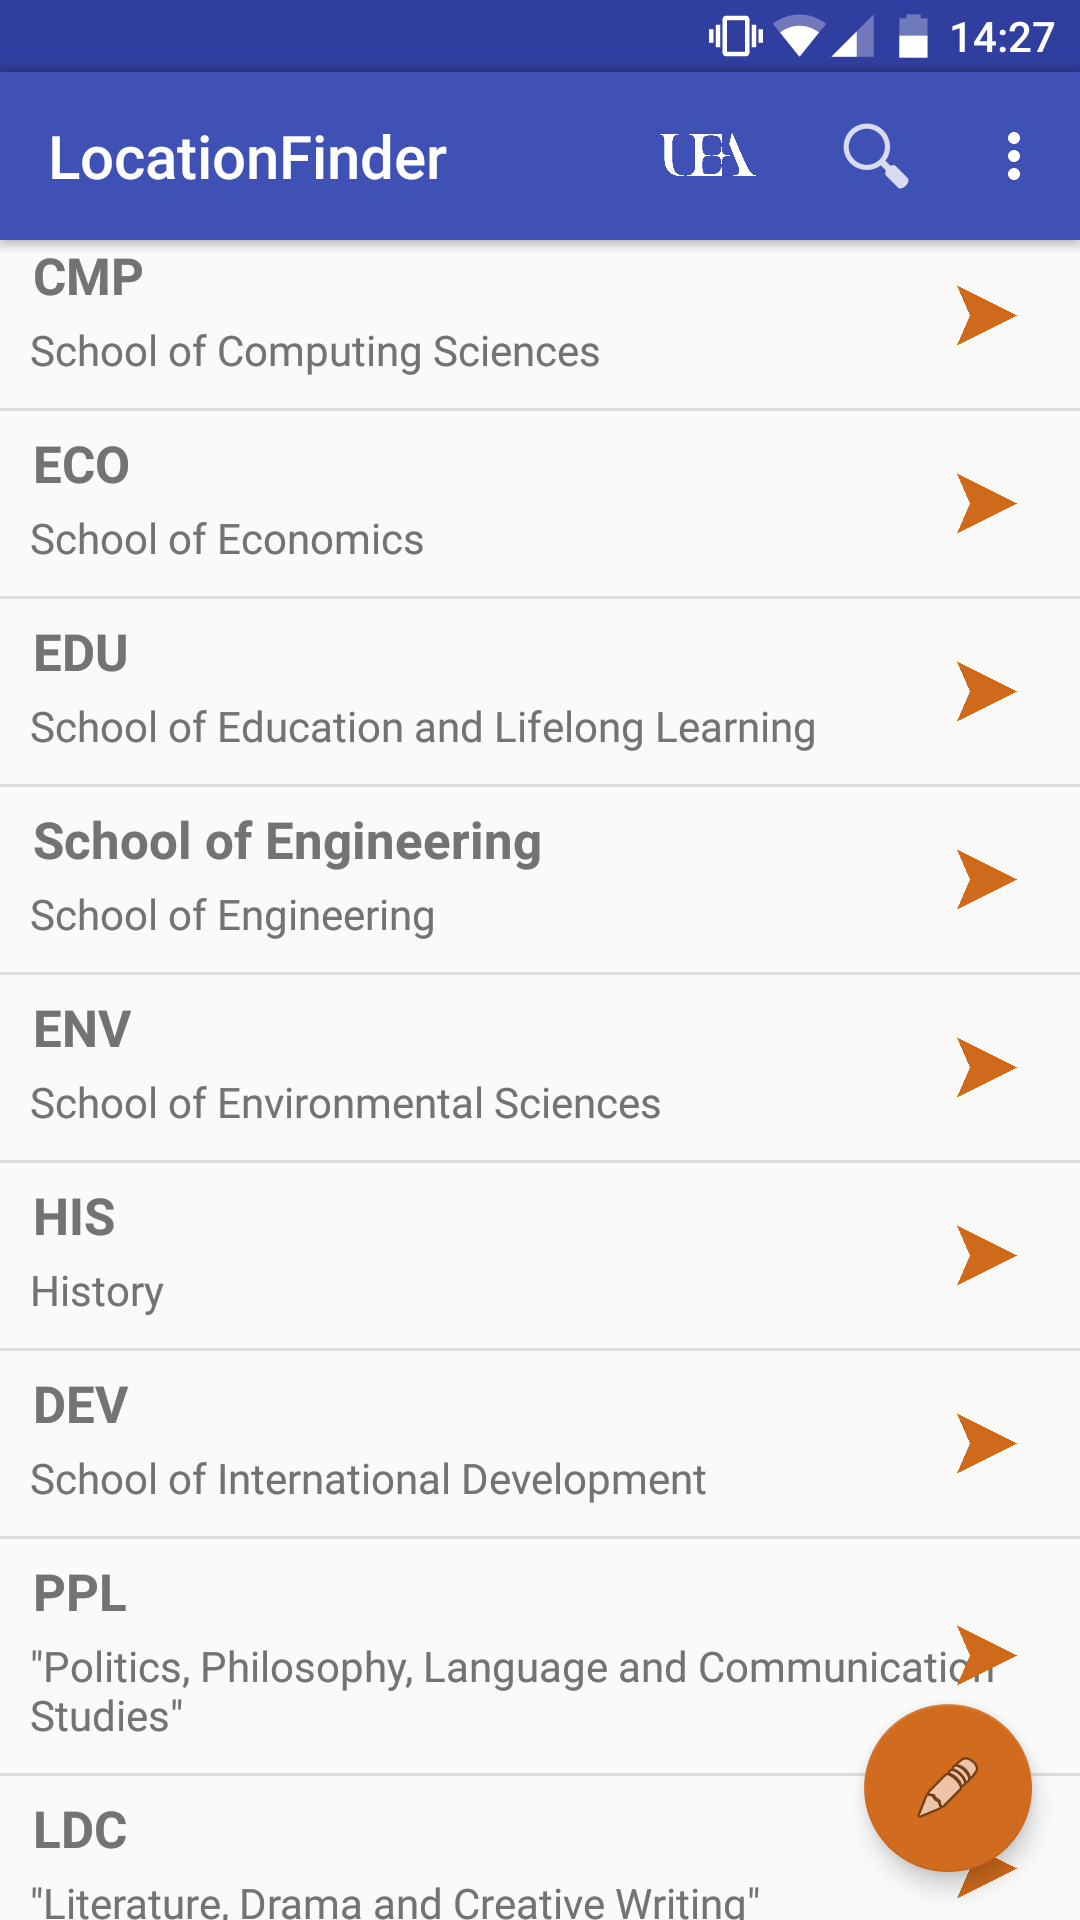 14:27
LocationFinder
UEA
CMP
School of Computing Sciences
ECO
School of Economics
EDU
School of Education and Lifelong Learning
School of Engineering
School of Engineering
ENV
School of Environmental Sciences
HIS
History
DEV
School of International Development
PPL
"Politics, Philosophy, Language and Communication
Studies"
LDC
"Literature, Drama and Creative Writing"